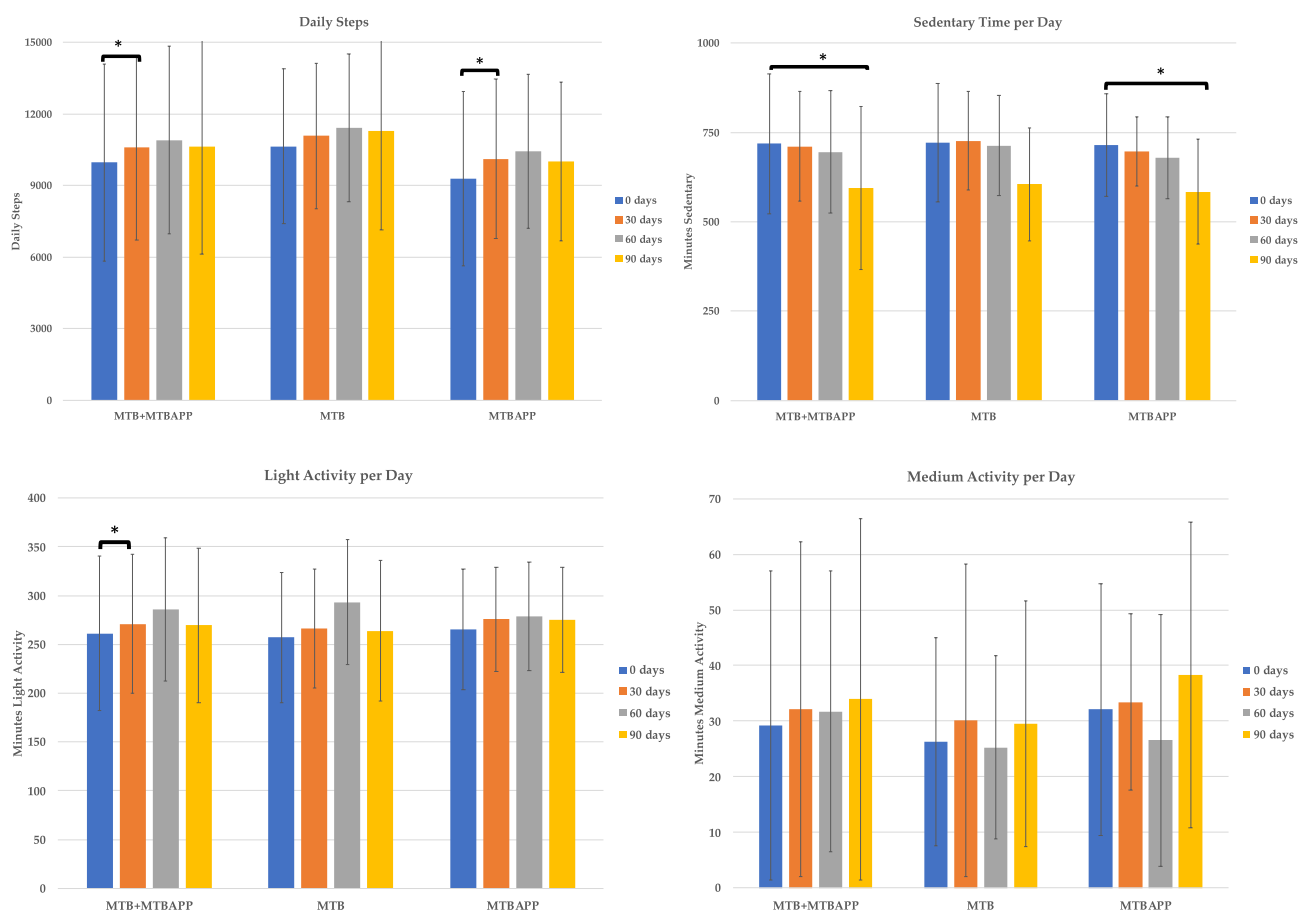 Daily Steps
*
*
15000
12000
9000
6000
3000
0
Daily Steps
MTB+MTBAPP
MTB
MTBAPP
0 days
30 days
60 days
90 days
Sedentary Time per Day
*
*
1000
750
500
250
0
Minutes Sedentary
MTB+MTBAPP
MTB
MTBAPP
0 days
30 days
60 days
90 days
Light Activity per Day
*
400
350
300
250
200
150
100
50
0
Minutes Light Activity
MTB+MTBAPP
MTB
MTBAPP
0 days
30 days
60 days
90 days
Medium Activity per Day
70
60
50
40
30
20
10
0
Minutes Medium Activity
MTB+MTBAPP
MTB
MTBAPP
0 days
30 days
60 days
90 days